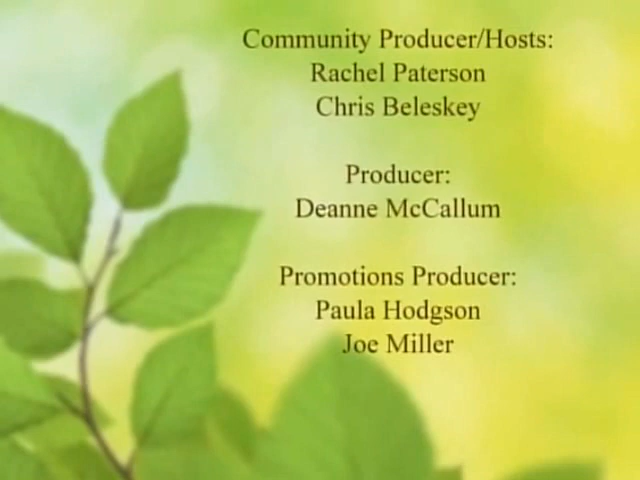 Community Producer/Hosts:
Rachel Paterson
Chris Beleskey
Producer:
Deanne McCallum
Promotions Producer:
Paula Hodgson
Joe Miller